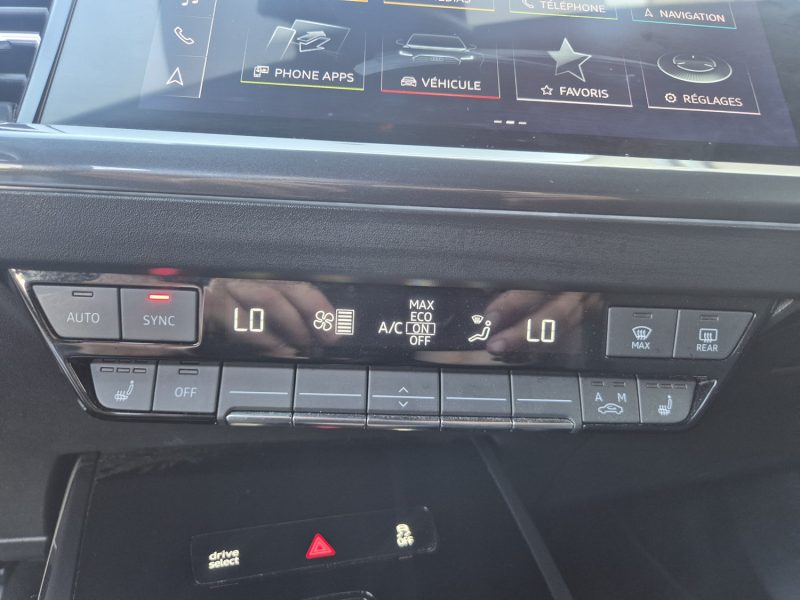 TÉLÉPHONE
NAVIGATION
PHONE APPS
VÉHICULE
FAVORIS
RÉGLAGES
AUTO
SYNC
LO
A/C
MAX
ECO
ON
OFF
LO
MAX
REAR
OFF
A M
drive
select
OFF